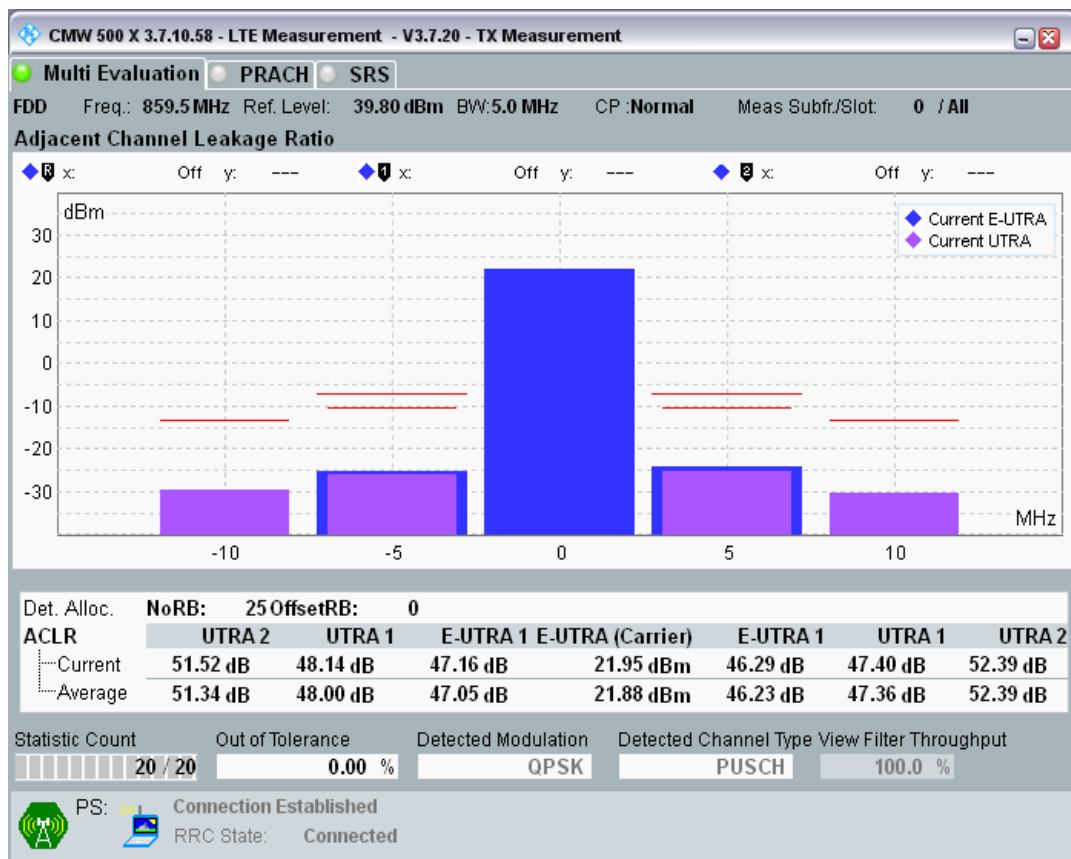 CMW 500 X 3.7.10.58 - LTE Measurement - V3.7.20 - TX Measurement
Multi Evaluation PRACH SRS
FDD Freq.: 859.5 MHz Ref. Level: 39.80 dBm BW:5.0 MHz CP :Normal Meas Subfr./Slot: 0 / All
Adjacent Channel Leakage Ratio
R x: Off y: --- 1 x: Off y: --- 2 x: Off y: ---
dBm
Current E-UTRA
Current UTRA
30
20
10
0
-10
-20
-30
MHz
-10 -5 0 5 10
Det. Alloc. NoRB: 25 OffsetRB: 0
ACLR UTRA 2 UTRA 1 E-UTRA 1 E-UTRA (Carrier) E-UTRA 1 UTRA 1 UTRA 2
Current 51.52 dB 48.14 dB 47.16 dB 21.95 dBm 46.29 dB 47.40 dB 52.39 dB
Average 51.34 dB 48.00 dB 47.05 dB 21.88 dBm 46.23 dB 47.36 dB 52.39 dB
Statistic Count Out of Tolerance Detected Modulation Detected Channel Type View Filter Throughput
20 / 20 0.00 % QPSK PUSCH 100.0 %
PS: Connection Established
RRC State: Connected